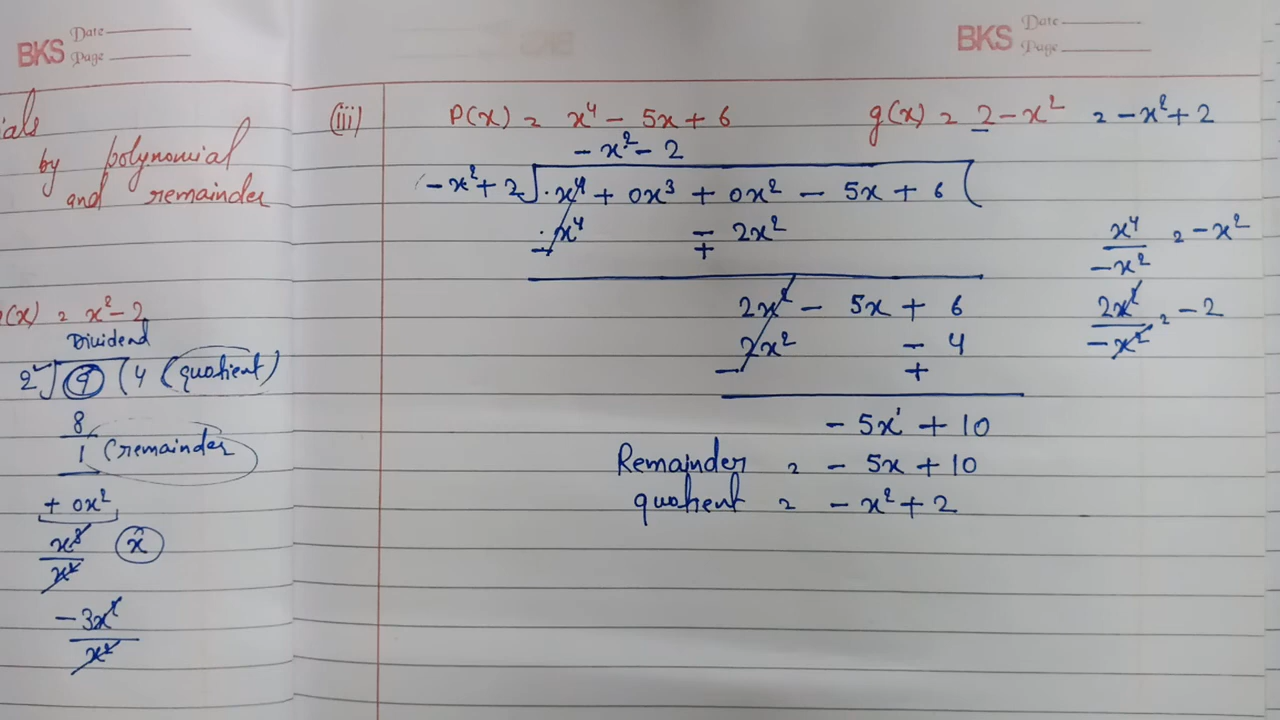 BKS Date
Page
ials
by polynomial
and remainder
(x) = x² - 2
Dividend
2 9 4 (quotient)
8
1 (remainder
+ 0x²
x⁸
x²
x̂
- 3x²
x²
BKS Date
Page
(iii) P(x) = x⁴ - 5x + 6 g(x) = 2 - x² = - x² + 2
- x² - 2
- x² + 2 x⁴ + 0x³ + 0x² - 5x + 6
x⁴ - 2x²
- +
2x² - 5x + 6
2x² - 4
- +
- 5x¹ + 10
Remainder = - 5x + 10
quotient = - x² + 2
x⁴ = - x²
- x²
2x² = - 2
- x²